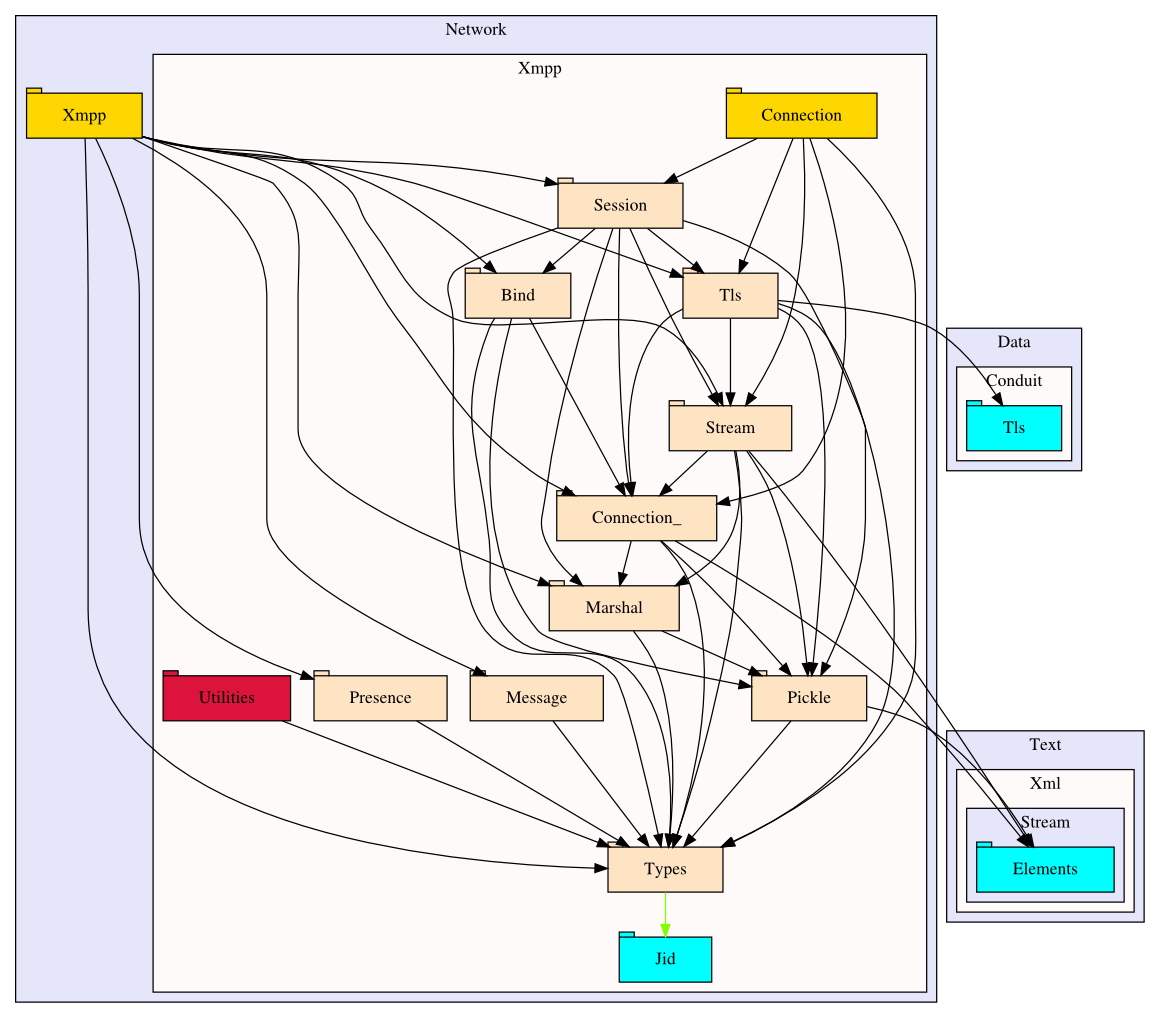 Network
Xmpp
Xmpp
Connection
Session
Bind
Tls
Data
Conduit
Tls
Stream
Connection_
Marshal
Utilities
Presence
Message
Pickle
Text
Xml
Stream
Elements
Types
Jid